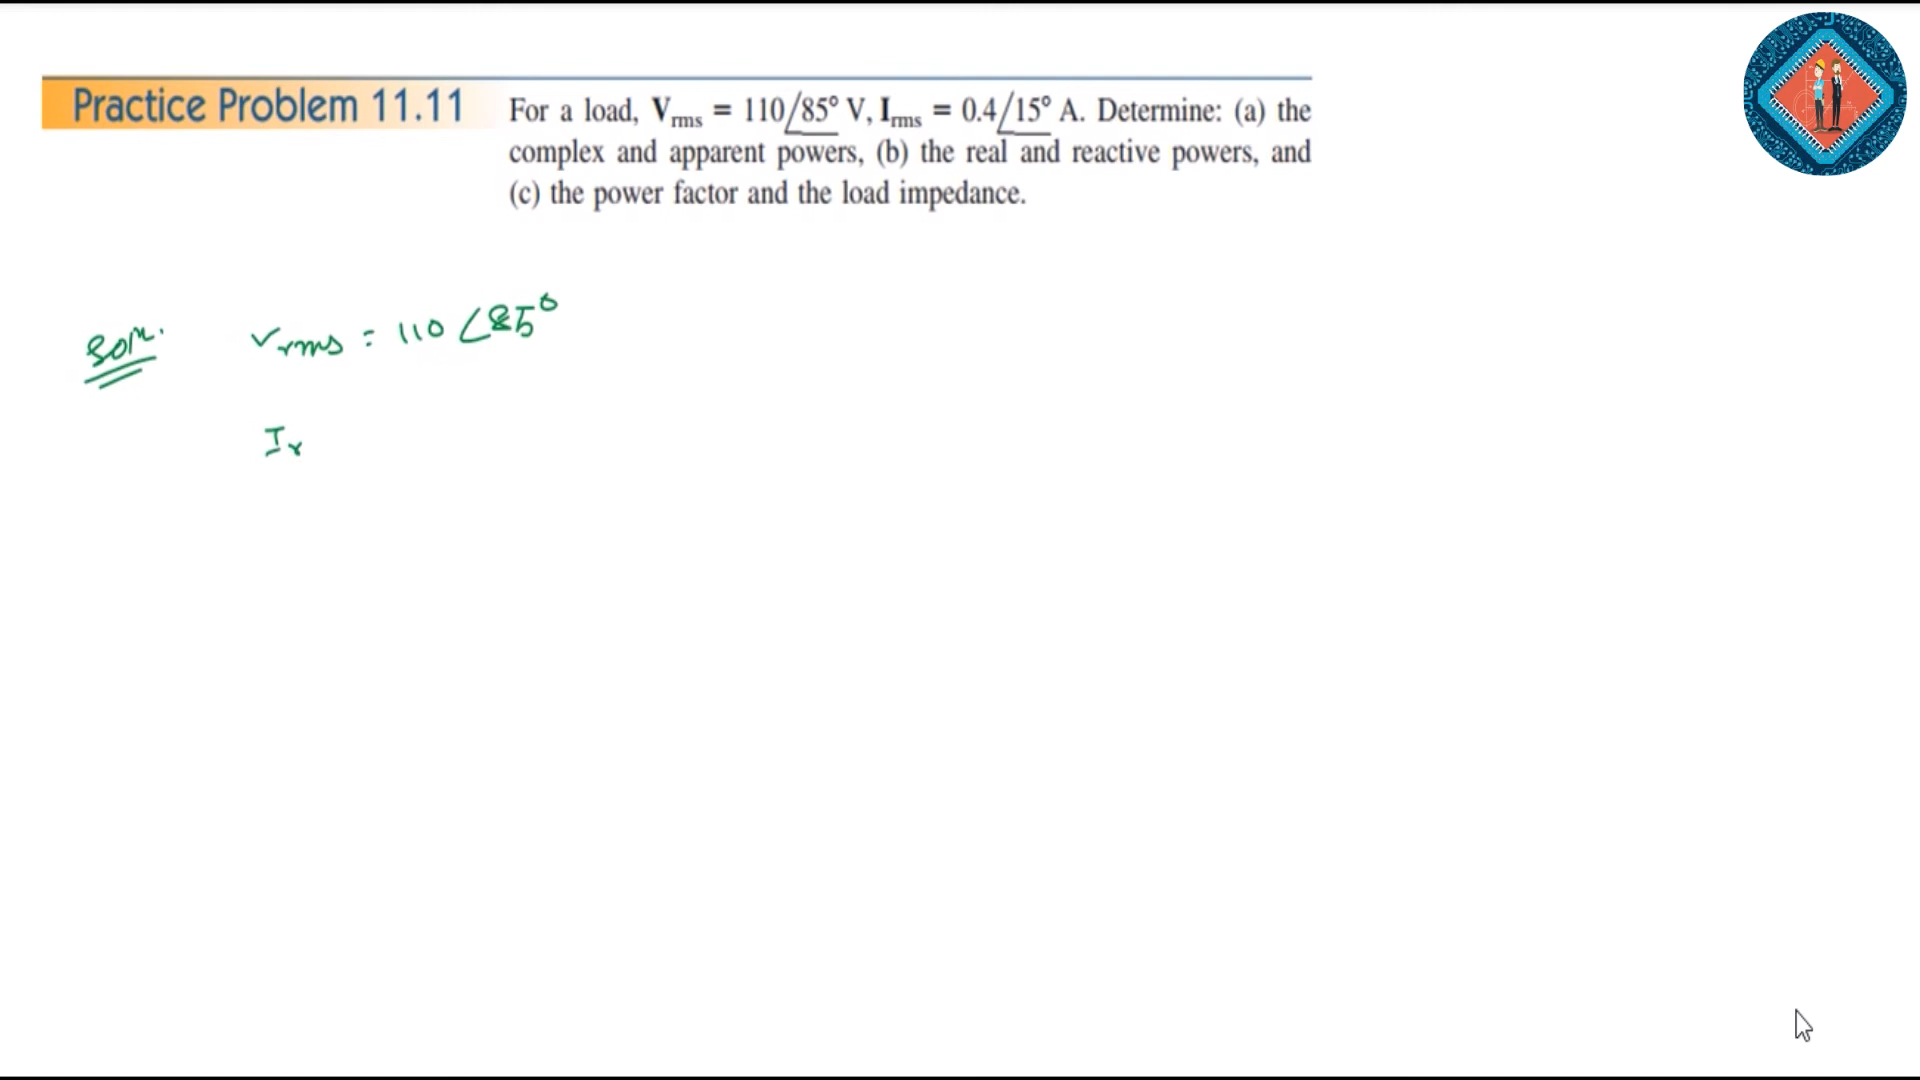 Practice Problem 11.11
For a load, Vrms = 110/85° V, Irms = 0.4/15° A. Determine: (a) the
complex and apparent powers, (b) the real and reactive powers, and
(c) the power factor and the load impedance.
Soln. Vrms = 110 ∠85°
Ir